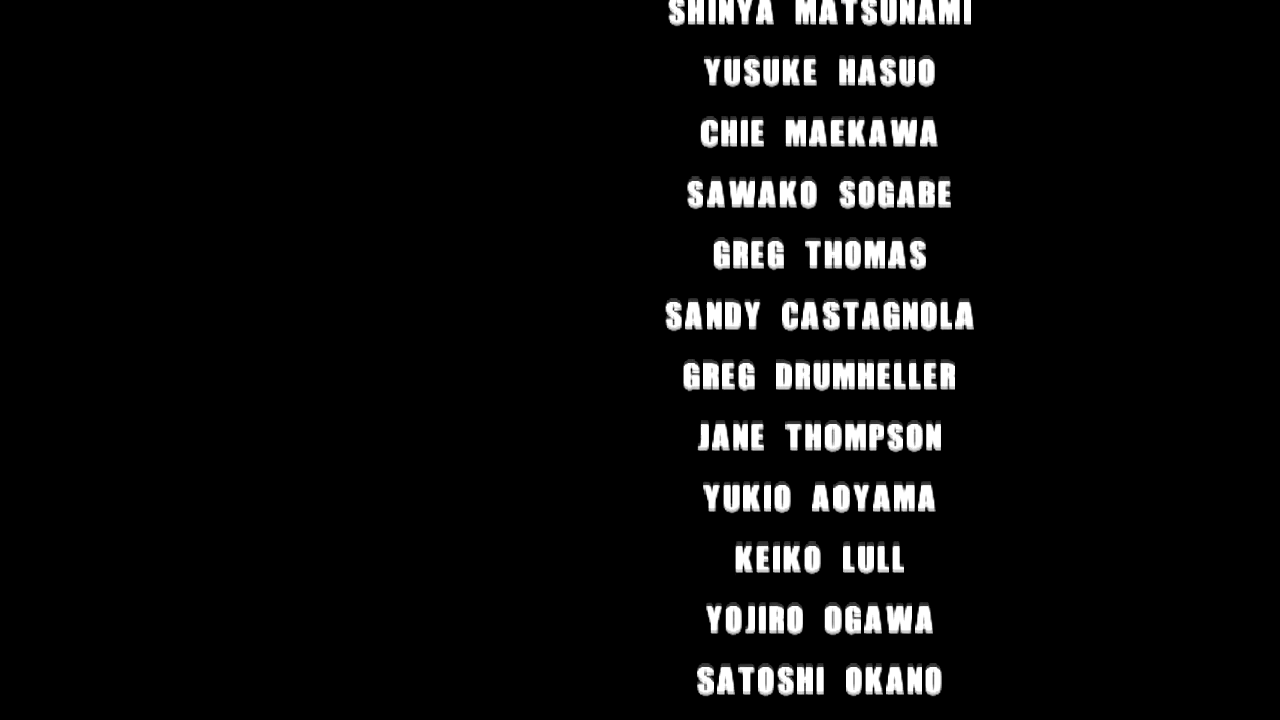 SHINYA MATSUNAMI
YUSUKE HASUO
CHIE MAEKAWA
SAWAKO SOGABE
GREG THOMAS
SANDY CASTAGNOLA
GREG DRUMHELLER
JANE THOMPSON
YUKIO AOYAMA
KEIKO LULL
YOJIRO OGAWA
SATOSHI OKANO